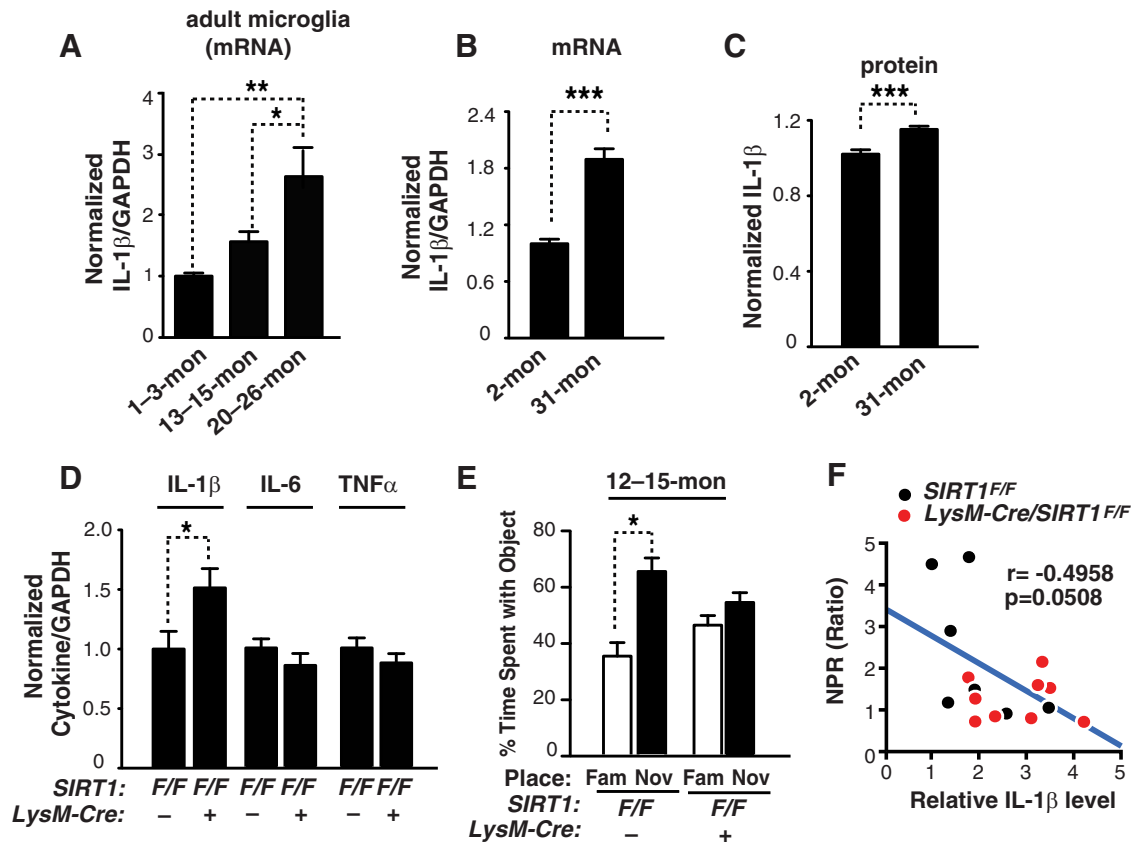 A
adult microglia
(mRNA)
**
*
Normalized
IL-1β/GAPDH
4
3
2
1
0
1–3-mon
13–15-mon
20–26-mon
B
mRNA
***
Normalized
IL-1β/GAPDH
2.4
1.8
1.2
0.6
0
2-mon
31-mon
C
protein
***
Normalized IL-1β
1.2
0.8
0.4
0
2-mon
31-mon
D
IL-1β IL-6 TNFα
*
Normalized
Cytokine/GAPDH
2.0
1.5
1.0
0.5
0
SIRT1: F/F F/F F/F F/F F/F F/F
LysM-Cre: – + – + – +
E
12–15-mon
*
% Time Spent with Object
80
60
40
20
0
Place: Fam Nov Fam Nov
SIRT1: F/F F/F
LysM-Cre: – +
F
SIRT1F/F
LysM-Cre/SIRT1F/F
r= -0.4958
p=0.0508
NPR (Ratio)
5
4
3
2
1
0
0 1 2 3 4 5
Relative IL-1β level